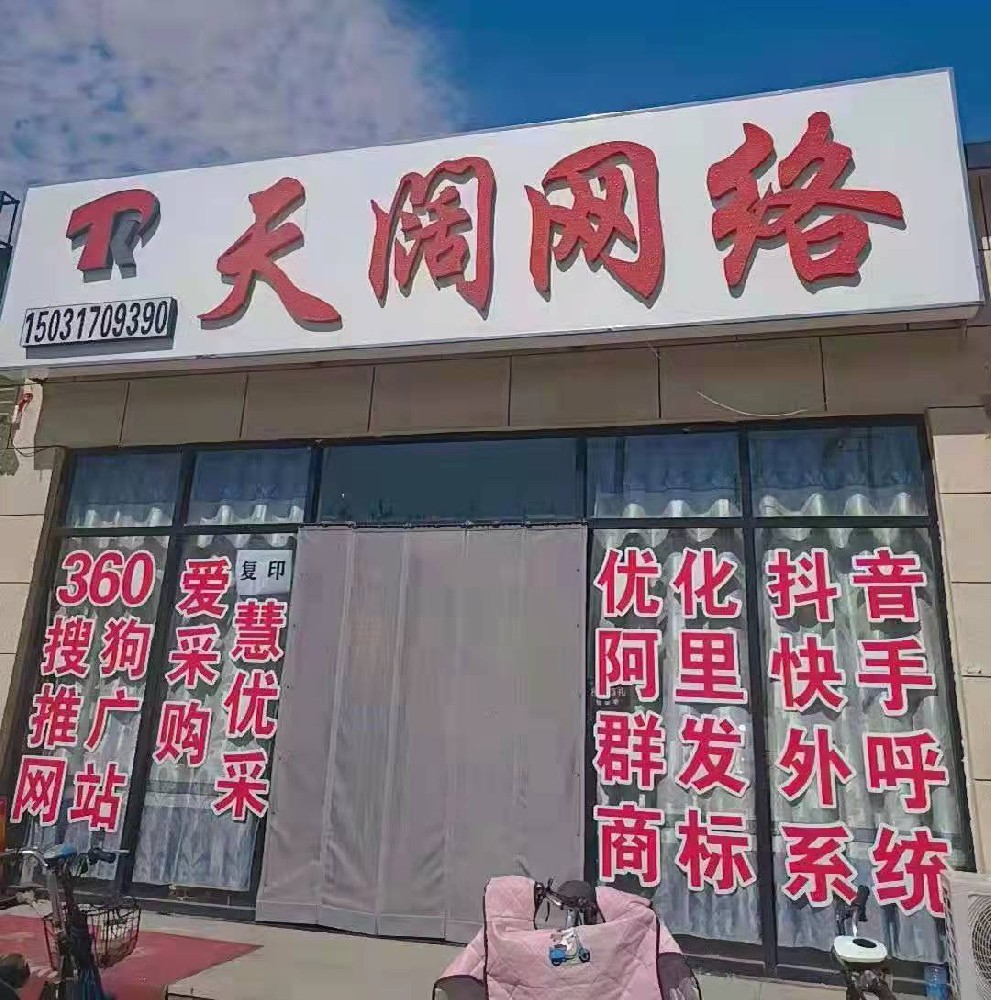 天阔网络
TK
15031709390
360
搜狗
推广
网站
爱采购
慧优采
复印
优化
阿里
群发
商标
抖音
快手
外呼
系统